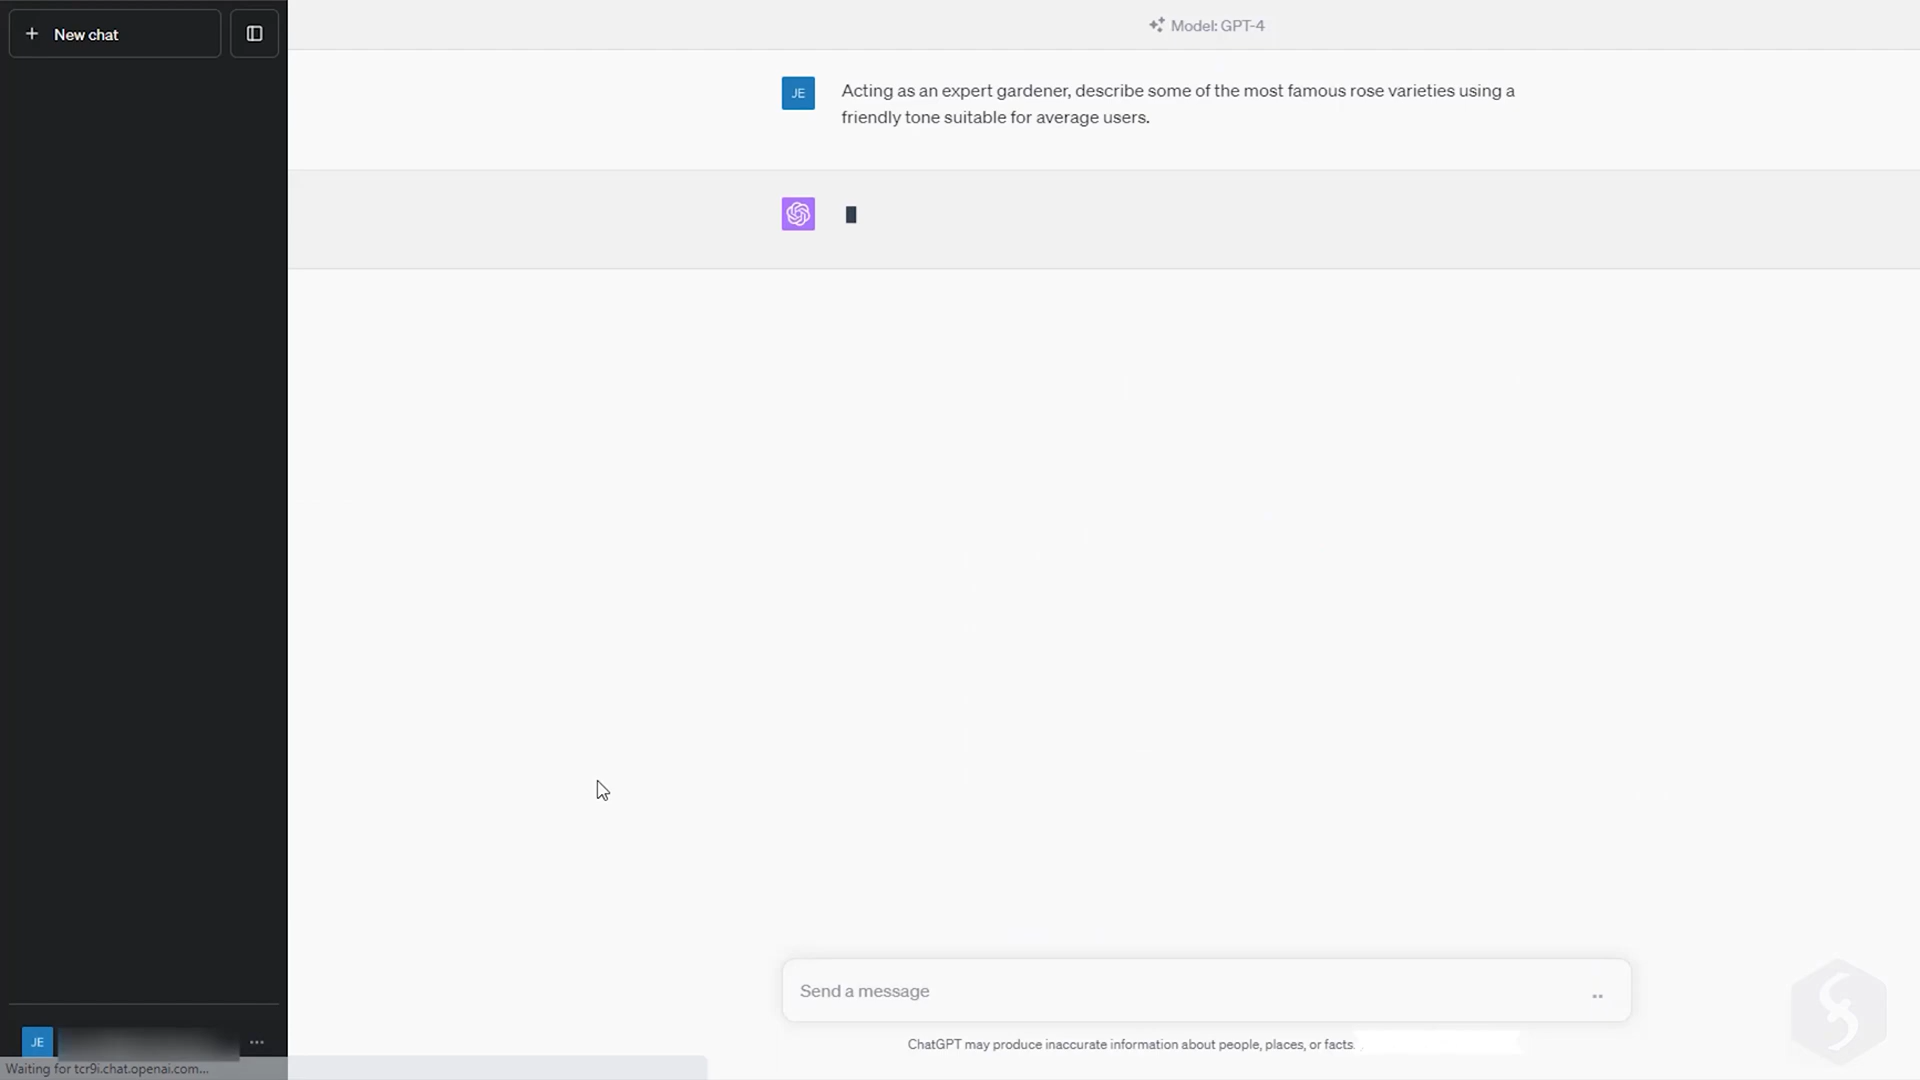 New chat
Model: GPT-4
JE
Acting as an expert gardener, describe some of the most famous rose varieties using a
friendly tone suitable for average users.
Send a message
ChatGPT may produce inaccurate information about people, places, or facts.
JE
Waiting for tcr9i.chat.openai.com...